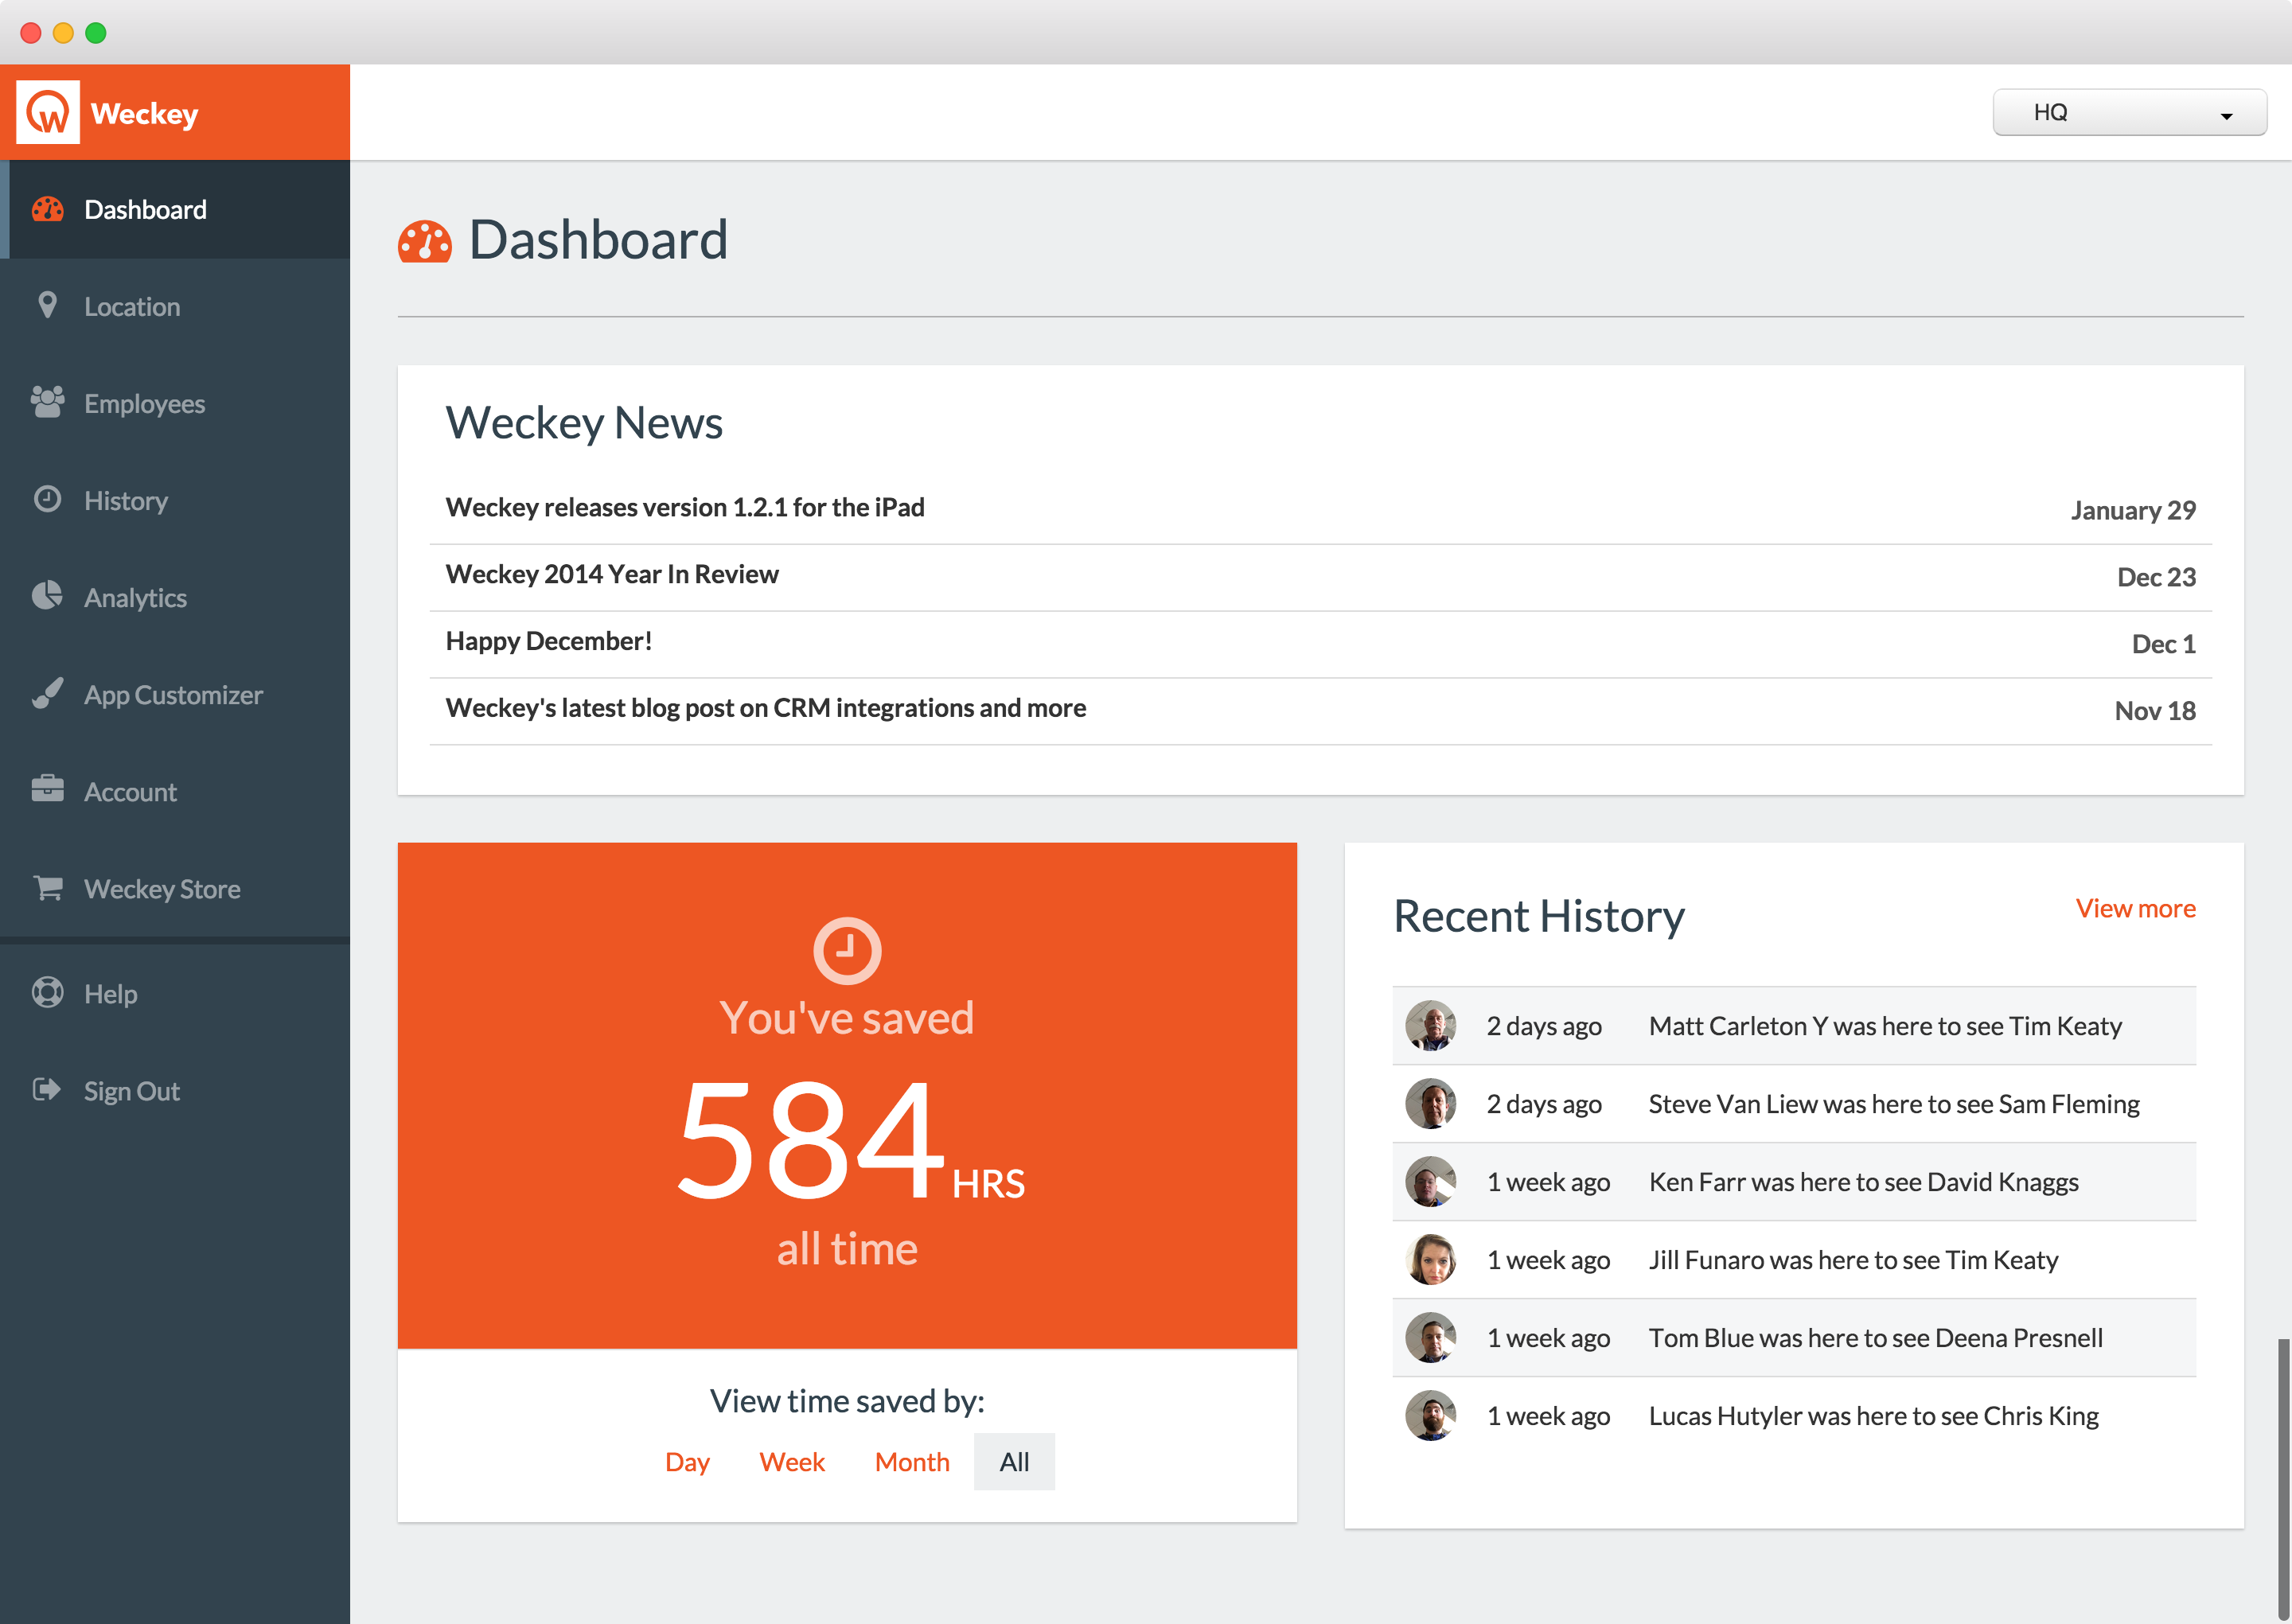 Weckey
HQ
Dashboard
Location
Employees
History
Analytics
App Customizer
Account
Weckey Store
Help
Sign Out
Dashboard
Weckey News
Weckey releases version 1.2.1 for the iPad January 29
Weckey 2014 Year In Review Dec 23
Happy December! Dec 1
Weckey's latest blog post on CRM integrations and more Nov 18
You've saved
584 HRS
all time
View time saved by:
Day Week Month All
Recent History View more
2 days ago Matt Carleton Y was here to see Tim Keaty
2 days ago Steve Van Liew was here to see Sam Fleming
1 week ago Ken Farr was here to see David Knaggs
1 week ago Jill Funaro was here to see Tim Keaty
1 week ago Tom Blue was here to see Deena Presnell
1 week ago Lucas Hutyler was here to see Chris King